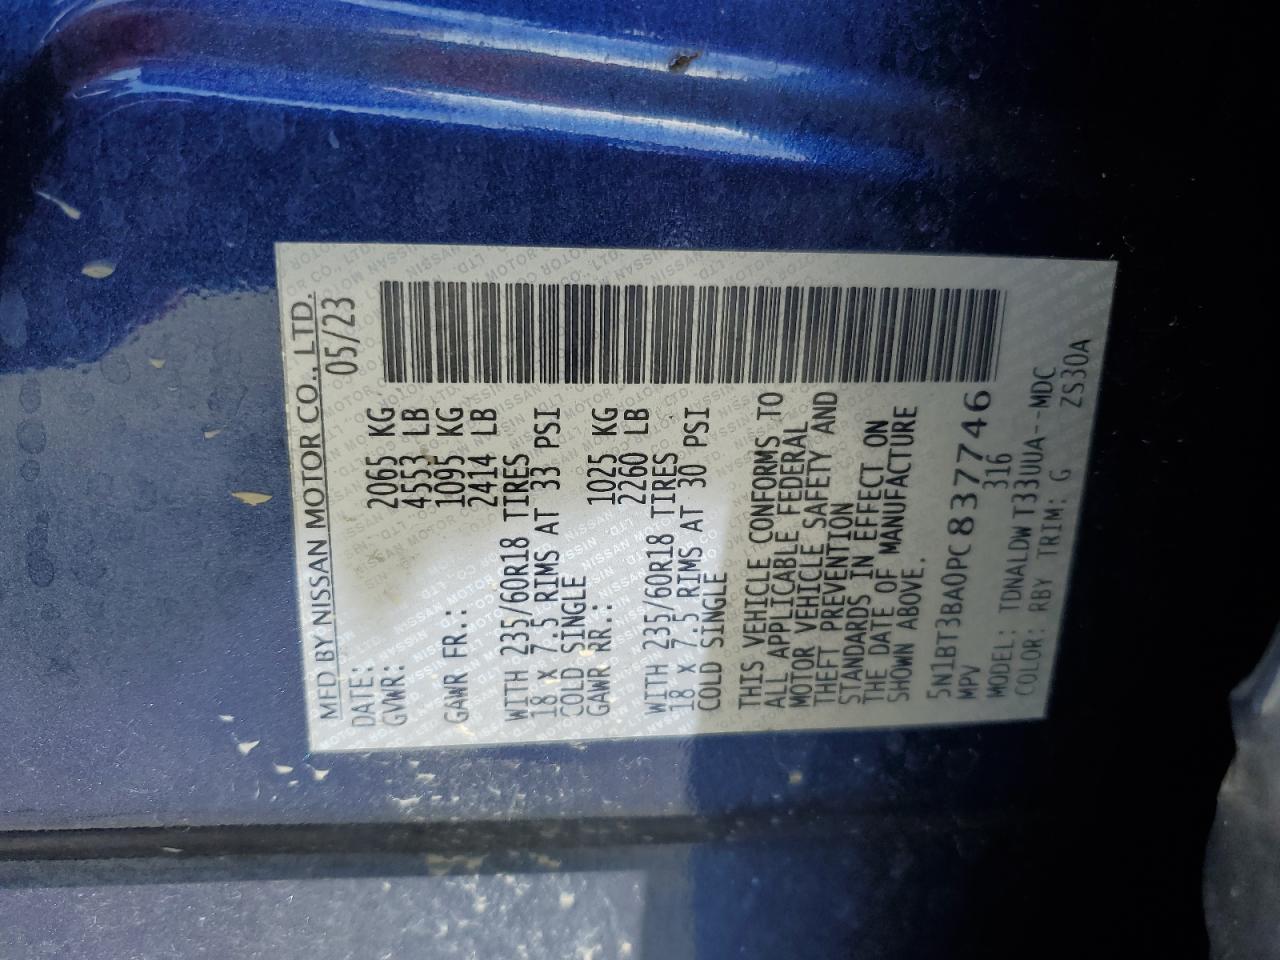 MFD BY NISSAN MOTOR CO., LTD.
DATE: 05/23
GVWR: 2065 KG
4553 LB
GAWR FR.: 1095 KG
2414 LB
WITH 235/60R18 TIRES
18 X 7.5 RIMS AT 33 PSI
COLD SINGLE
GAWR RR.: 1025 KG
2260 LB
WITH 235/60R18 TIRES
18 X 7.5 RIMS AT 30 PSI
COLD SINGLE
THIS VEHICLE CONFORMS TO
ALL APPLICABLE FEDERAL
MOTOR VEHICLE SAFETY AND
THEFT PREVENTION
STANDARDS IN EFFECT ON
THE DATE OF MANUFACTURE
SHOWN ABOVE.
5N1BT3BA0PC837746
MPV 316
MODEL: TDNALDWT33UUA--MDC
COLOR: RBY TRIM: G ZS30A